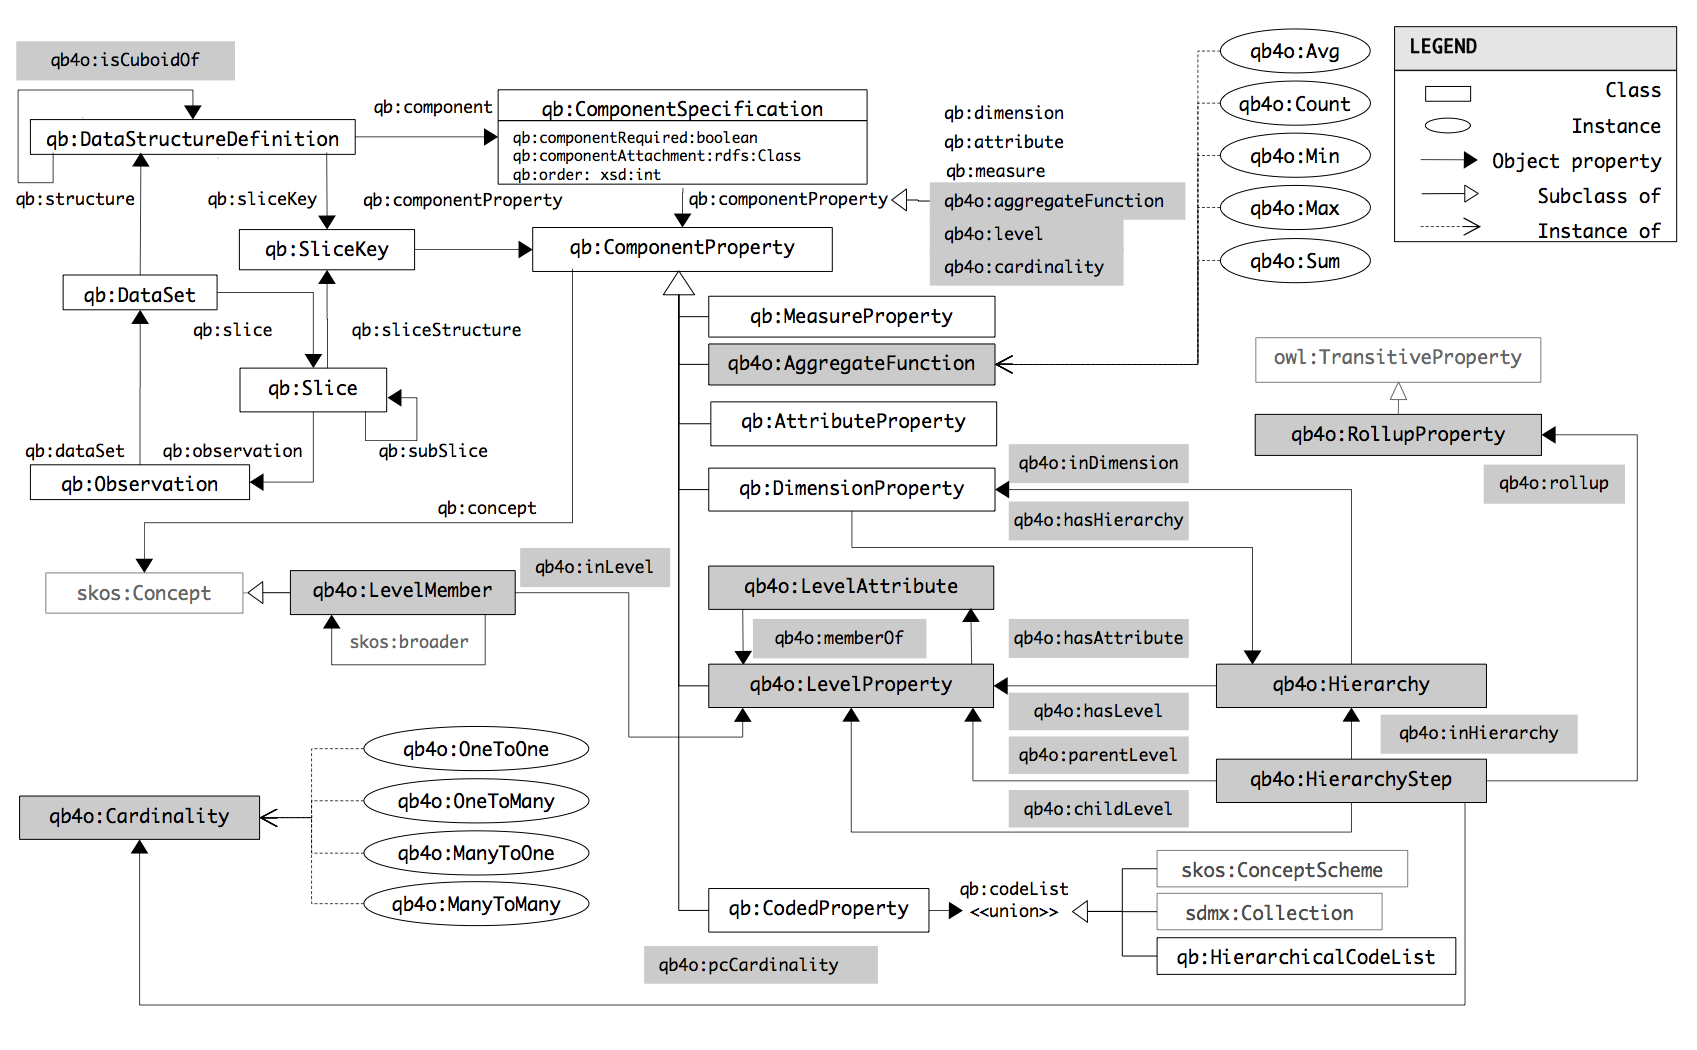 qb4o:isCuboidOf
qb:DataStructureDefinition
qb:component
qb:ComponentSpecification
qb:componentRequired:boolean
qb:componentAttachment:rdfs:Class
qb:order: xsd:int
qb:structure
qb:sliceKey
qb:componentProperty
qb:componentProperty
qb:dimension
qb:attribute
qb:measure
qb4o:aggregateFunction
qb4o:level
qb4o:cardinality
qb4o:Avg
qb4o:Count
qb4o:Min
qb4o:Max
qb4o:Sum
LEGEND
Class
Instance
Object property
Subclass of
Instance of
qb:SliceKey
qb:ComponentProperty
qb:DataSet
qb:slice
qb:sliceStructure
qb:MeasureProperty
qb4o:AggregateFunction
owl:TransitiveProperty
qb:Slice
qb:AttributeProperty
qb4o:RollupProperty
qb:dataSet
qb:observation
qb:subSlice
qb4o:inDimension
qb4o:rollup
qb:Observation
qb:DimensionProperty
qb:concept
qb4o:hasHierarchy
qb4o:inLevel
skos:Concept
qb4o:LevelMember
qb4o:LevelAttribute
skos:broader
qb4o:memberOf
qb4o:hasAttribute
qb4o:LevelProperty
qb4o:Hierarchy
qb4o:hasLevel
qb4o:inHierarchy
qb4o:parentLevel
qb4o:HierarchyStep
qb4o:childLevel
qb4o:OneToOne
qb4o:OneToMany
qb4o:Cardinality
qb4o:ManyToOne
qb4o:ManyToMany
qb:CodedProperty
qb:codeList
<<union>>
skos:ConceptScheme
sdmx:Collection
qb:HierarchicalCodeList
qb4o:pcCardinality